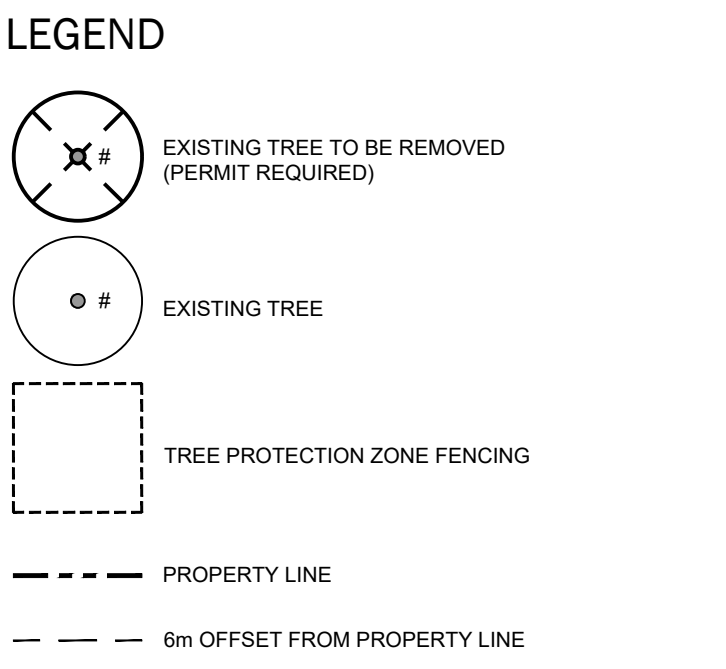 LEGEND
#
EXISTING TREE TO BE REMOVED
(PERMIT REQUIRED)
#
EXISTING TREE
TREE PROTECTION ZONE FENCING
PROPERTY LINE
6m OFFSET FROM PROPERTY LINE